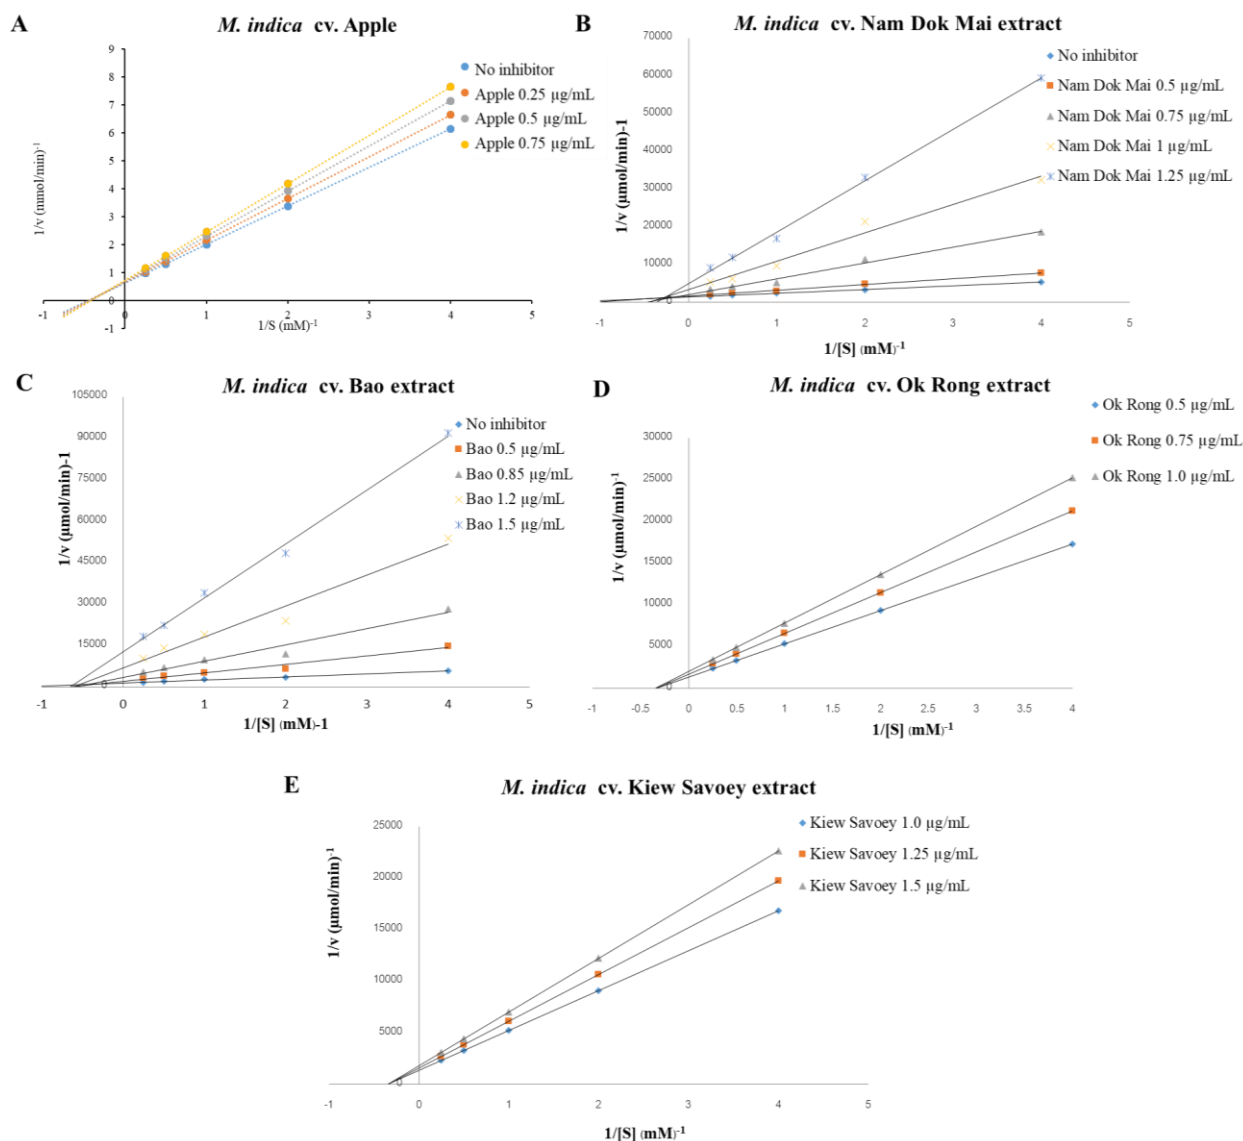 A
M. indica cv. Apple
9
8
7
6
5
4
3
2
1
0
-1
-1 0 1 2 3 4 5
1/v (mmol/min)-1
1/S (mM)-1
No inhibitor
Apple 0.25 µg/mL
Apple 0.5 µg/mL
Apple 0.75 µg/mL
B
M. indica cv. Nam Dok Mai extract
70000
60000
50000
40000
30000
20000
10000
0
-1 0 1 2 3 4 5
1/v (µmol/min)-1
1/[S] (mM)-1
No inhibitor
Nam Dok Mai 0.5 µg/mL
Nam Dok Mai 0.75 µg/mL
Nam Dok Mai 1 µg/mL
Nam Dok Mai 1.25 µg/mL
C
M. indica cv. Bao extract
105000
90000
75000
60000
45000
30000
15000
0
-1 0 1 2 3 4 5
1/v (µmol/min)-1
1/[S] (mM)-1
No inhibitor
Bao 0.5 µg/mL
Bao 0.85 µg/mL
Bao 1.2 µg/mL
Bao 1.5 µg/mL
D
M. indica cv. Ok Rong extract
30000
25000
20000
15000
10000
5000
0
-1 -0.5 0 0.5 1 1.5 2 2.5 3 3.5 4
1/v (µmol/min)-1
1/[S] (mM)-1
Ok Rong 0.5 µg/mL
Ok Rong 0.75 µg/mL
Ok Rong 1.0 µg/mL
E
M. indica cv. Kiew Savoey extract
25000
20000
15000
10000
5000
0
-1 0 1 2 3 4 5
1/v (µmol/min)-1
1/[S] (mM)-1
Kiew Savoey 1.0 µg/mL
Kiew Savoey 1.25 µg/mL
Kiew Savoey 1.5 µg/mL